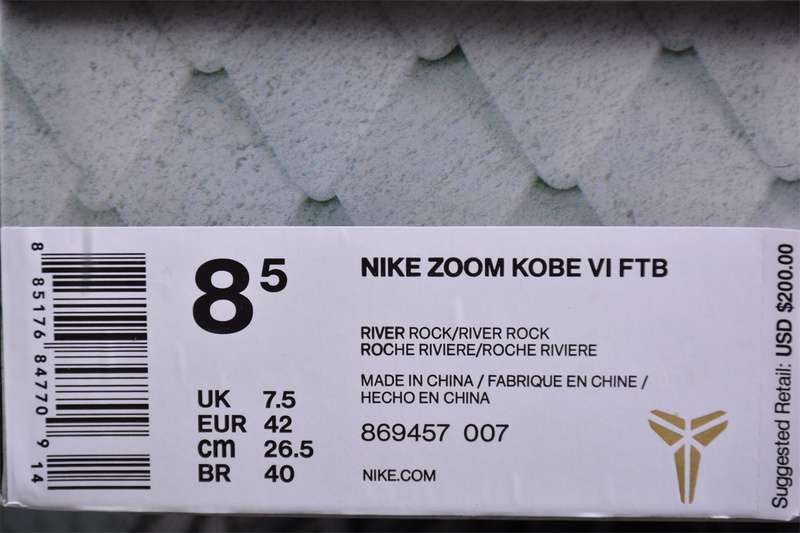 8 85176 84770 9 14
8⁵
UK 7.5
EUR 42
cm 26.5
BR 40
NIKE ZOOM KOBE VI FTB
RIVER ROCK/RIVER ROCK
ROCHE RIVIERE/ROCHE RIVIERE
MADE IN CHINA / FABRIQUE EN CHINE /
HECHO EN CHINA
869457 007
NIKE.COM
Suggested Retail: USD $200.00